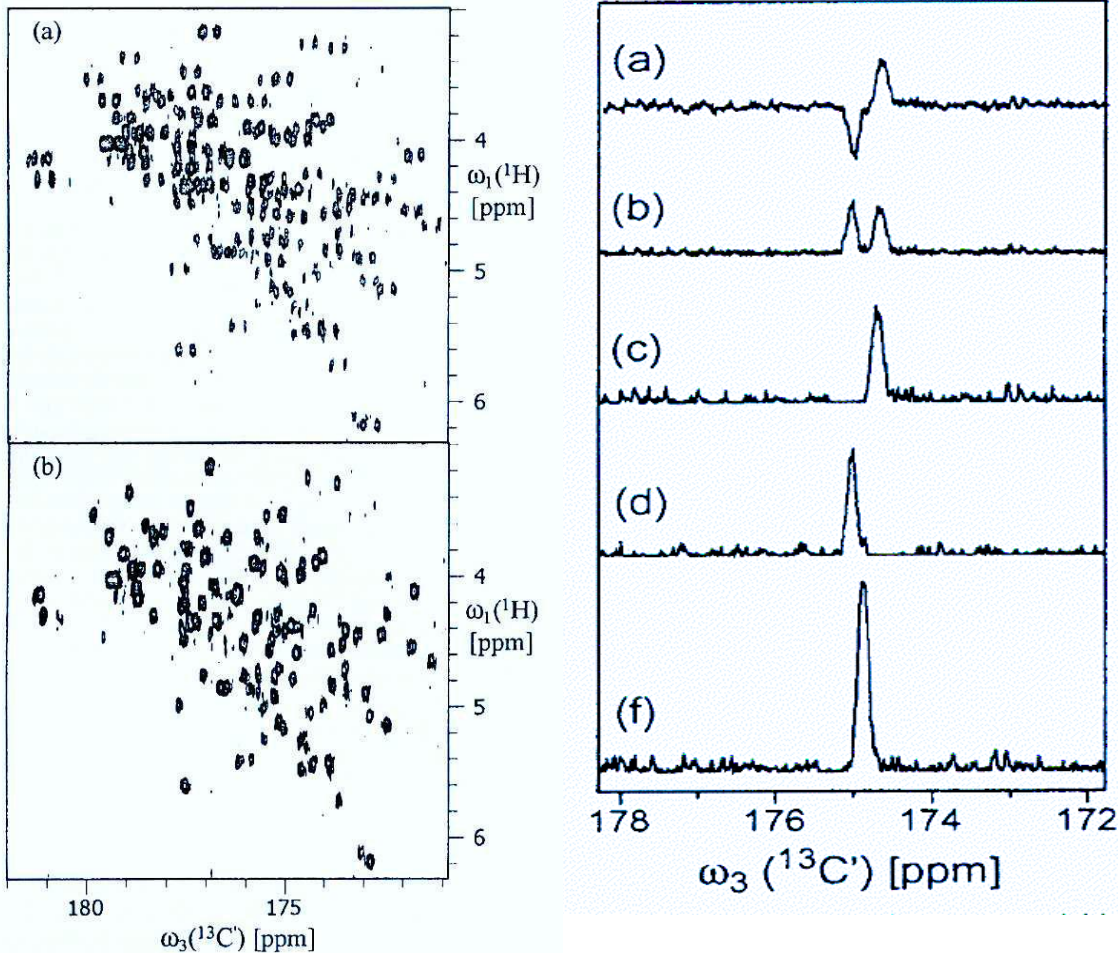 (a)
4
ω₁(¹H)
[ppm]
5
6
(b)
4
ω₁(¹H)
[ppm]
5
6
180 175
ω₃(¹³C') [ppm]
(a)
(b)
(c)
(d)
(f)
178 176 174 172
ω₃ (¹³C') [ppm]